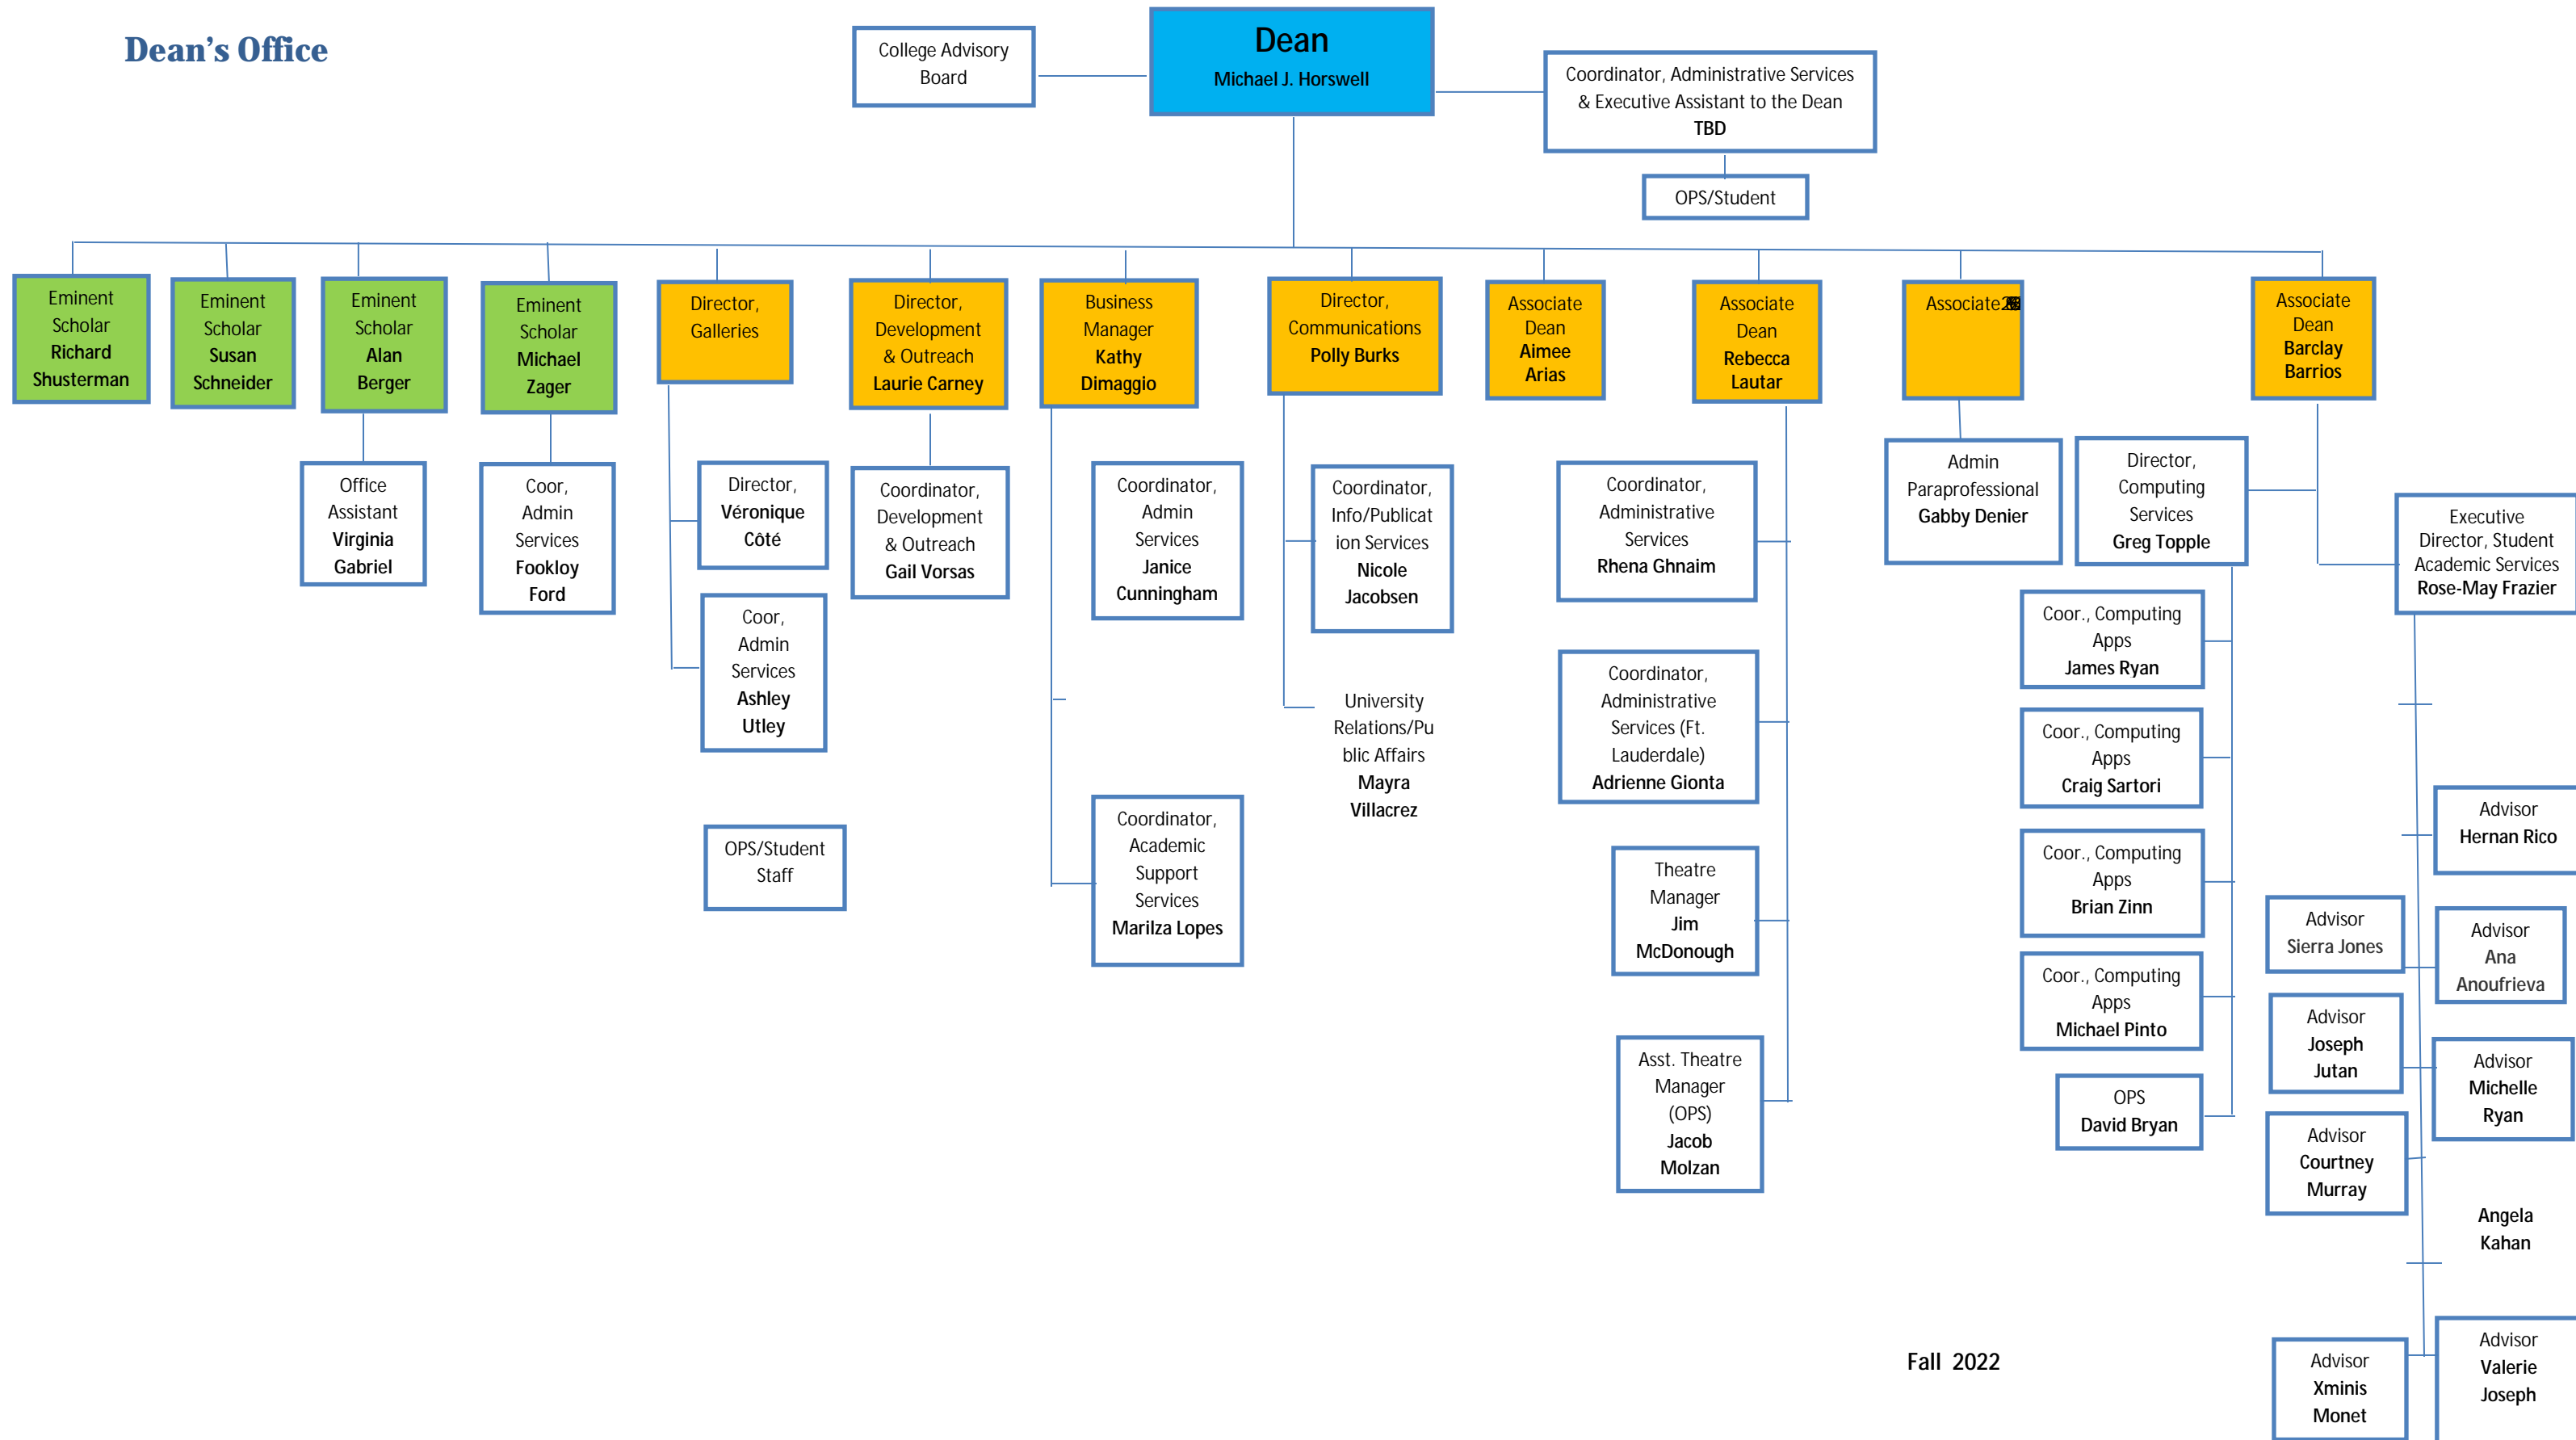 Dean's Office
College Advisory
Board
Dean
Michael J. Horswell
Coordinator, Administrative Services
& Executive Assistant to the Dean
TBD
OPS/Student
Eminent
Scholar
Richard
Shusterman
Eminent
Scholar
Susan
Schneider
Eminent
Scholar
Alan
Berger
Eminent
Scholar
Michael
Zager
Director,
Galleries
Director,
Development
& Outreach
Laurie Carney
Business
Manager
Kathy
Dimaggio
Director,
Communications
Polly Burks
Associate
Dean
Aimee
Arias
Associate
Dean
Rebecca
Lautar
Associate
Associate
Dean
Barclay
Barrios
Office
Assistant
Virginia
Gabriel
Coor,
Admin
Services
Fookloy
Ford
Director,
Véronique
Côté
Coor,
Admin
Services
Ashley
Utley
OPS/Student
Staff
Coordinator,
Development
& Outreach
Gail Vorsas
Coordinator,
Admin
Services
Janice
Cunningham
Coordinator,
Academic
Support
Services
Marilza Lopes
Coordinator,
Info/Publicat
ion Services
Nicole
Jacobsen
University
Relations/Pu
blic Affairs
Mayra
Villacrez
Coordinator,
Administrative
Services
Rhena Ghnaim
Coordinator,
Administrative
Services (Ft.
Lauderdale)
Adrienne Gionta
Theatre
Manager
Jim
McDonough
Asst. Theatre
Manager
(OPS)
Jacob
Molzan
Admin
Paraprofessional
Gabby Denier
Director,
Computing
Services
Greg Topple
Coor., Computing
Apps
James Ryan
Coor., Computing
Apps
Craig Sartori
Coor., Computing
Apps
Brian Zinn
Coor., Computing
Apps
Michael Pinto
OPS
David Bryan
Executive
Director, Student
Academic Services
Rose-May Frazier
Advisor
Hernan Rico
Advisor
Sierra Jones
Advisor
Ana
Anoufrieva
Advisor
Joseph
Jutan
Advisor
Michelle
Ryan
Advisor
Courtney
Murray
Angela
Kahan
Advisor
Xminis
Monet
Advisor
Valerie
Joseph
Fall 2022